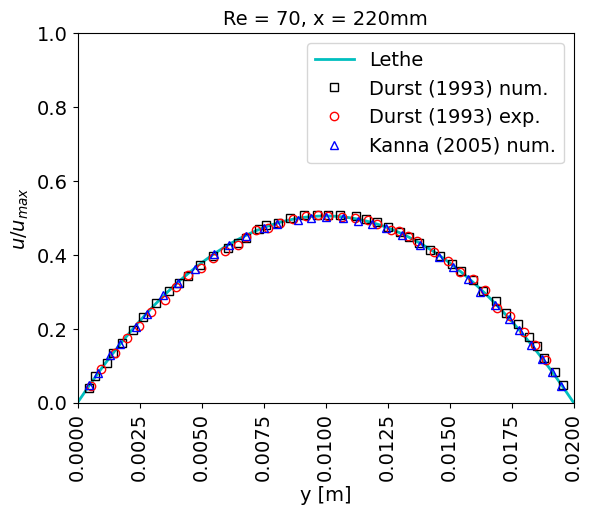 Re = 70, x = 220mm
1.0
0.8
0.6
0.4
0.2
0.0
u/u_max
Lethe
Durst (1993) num.
Durst (1993) exp.
Kanna (2005) num.
0.0000
0.0025
0.0050
0.0075
0.0100
0.0125
0.0150
0.0175
0.0200
y [m]